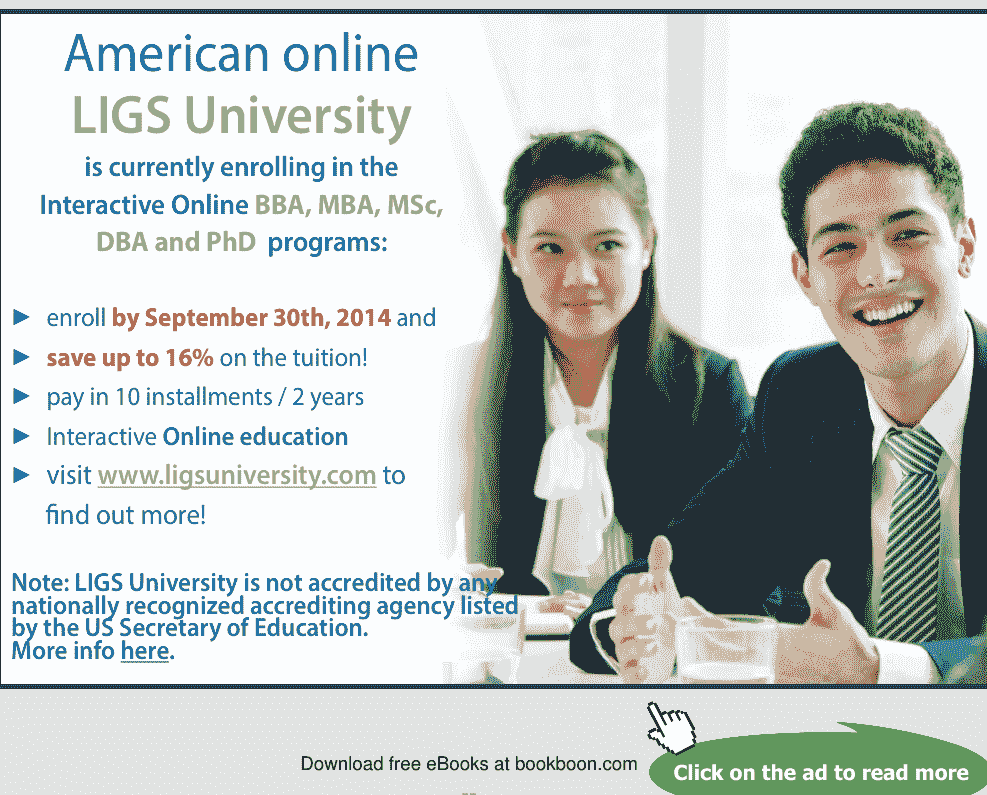 American online
LIGS University
is currently enrolling in the
Interactive Online BBA, MBA, MSc,
DBA and PhD programs:
► enroll by September 30th, 2014 and
► save up to 16% on the tuition!
► pay in 10 installments / 2 years
► Interactive Online education
► visit www.ligsuniversity.com to
find out more!
Note: LIGS University is not accredited by any
nationally recognized accrediting agency listed
by the US Secretary of Education.
More info here.
Download free eBooks at bookboon.com
Click on the ad to read more